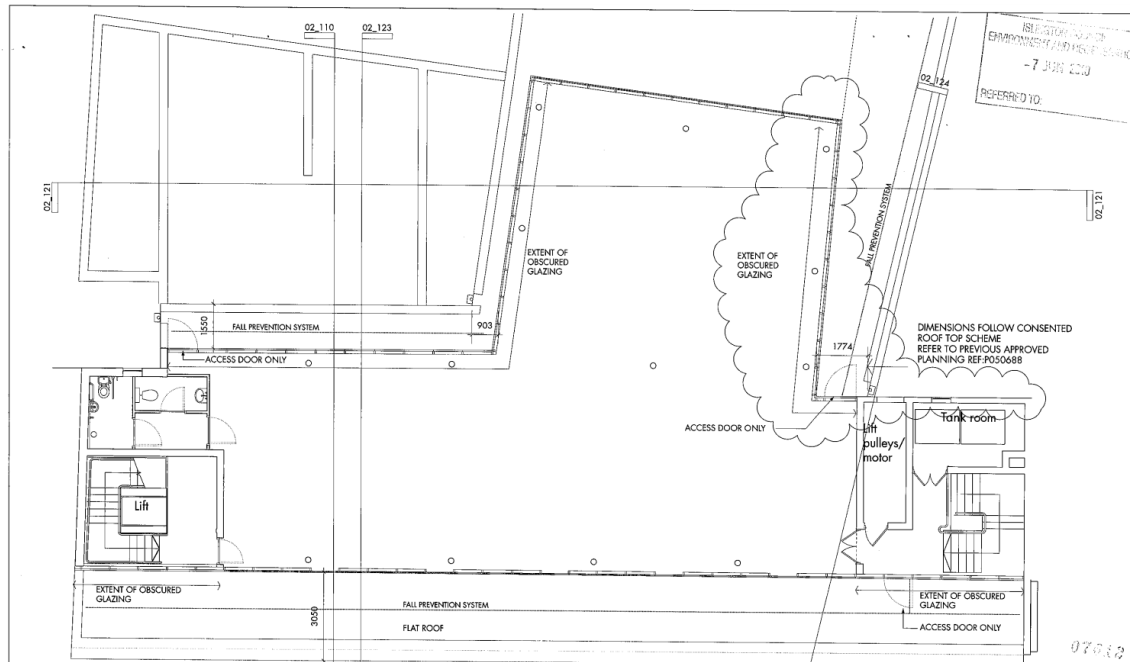 02_110
02_123
ISLINGTON COUNCIL
-7 JUN 2010
REFERRED TO:
02_124
02_121
02_121
FALL PREVENTION SYSTEM
EXTENT OF
OBSCURED
GLAZING
EXTENT OF
OBSCURED
GLAZING
1550
FALL PREVENTION SYSTEM
903
ACCESS DOOR ONLY
1774
DIMENSIONS FOLLOW CONSENTED
ROOF TOP SCHEME
REFER TO PREVIOUS APPROVED
PLANNING REF:P050688
ACCESS DOOR ONLY
Lift
pulleys/
motor
Tank room
Lift
EXTENT OF OBSCURED
GLAZING
3050
FALL PREVENTION SYSTEM
FLAT ROOF
EXTENT OF OBSCURED
GLAZING
ACCESS DOOR ONLY